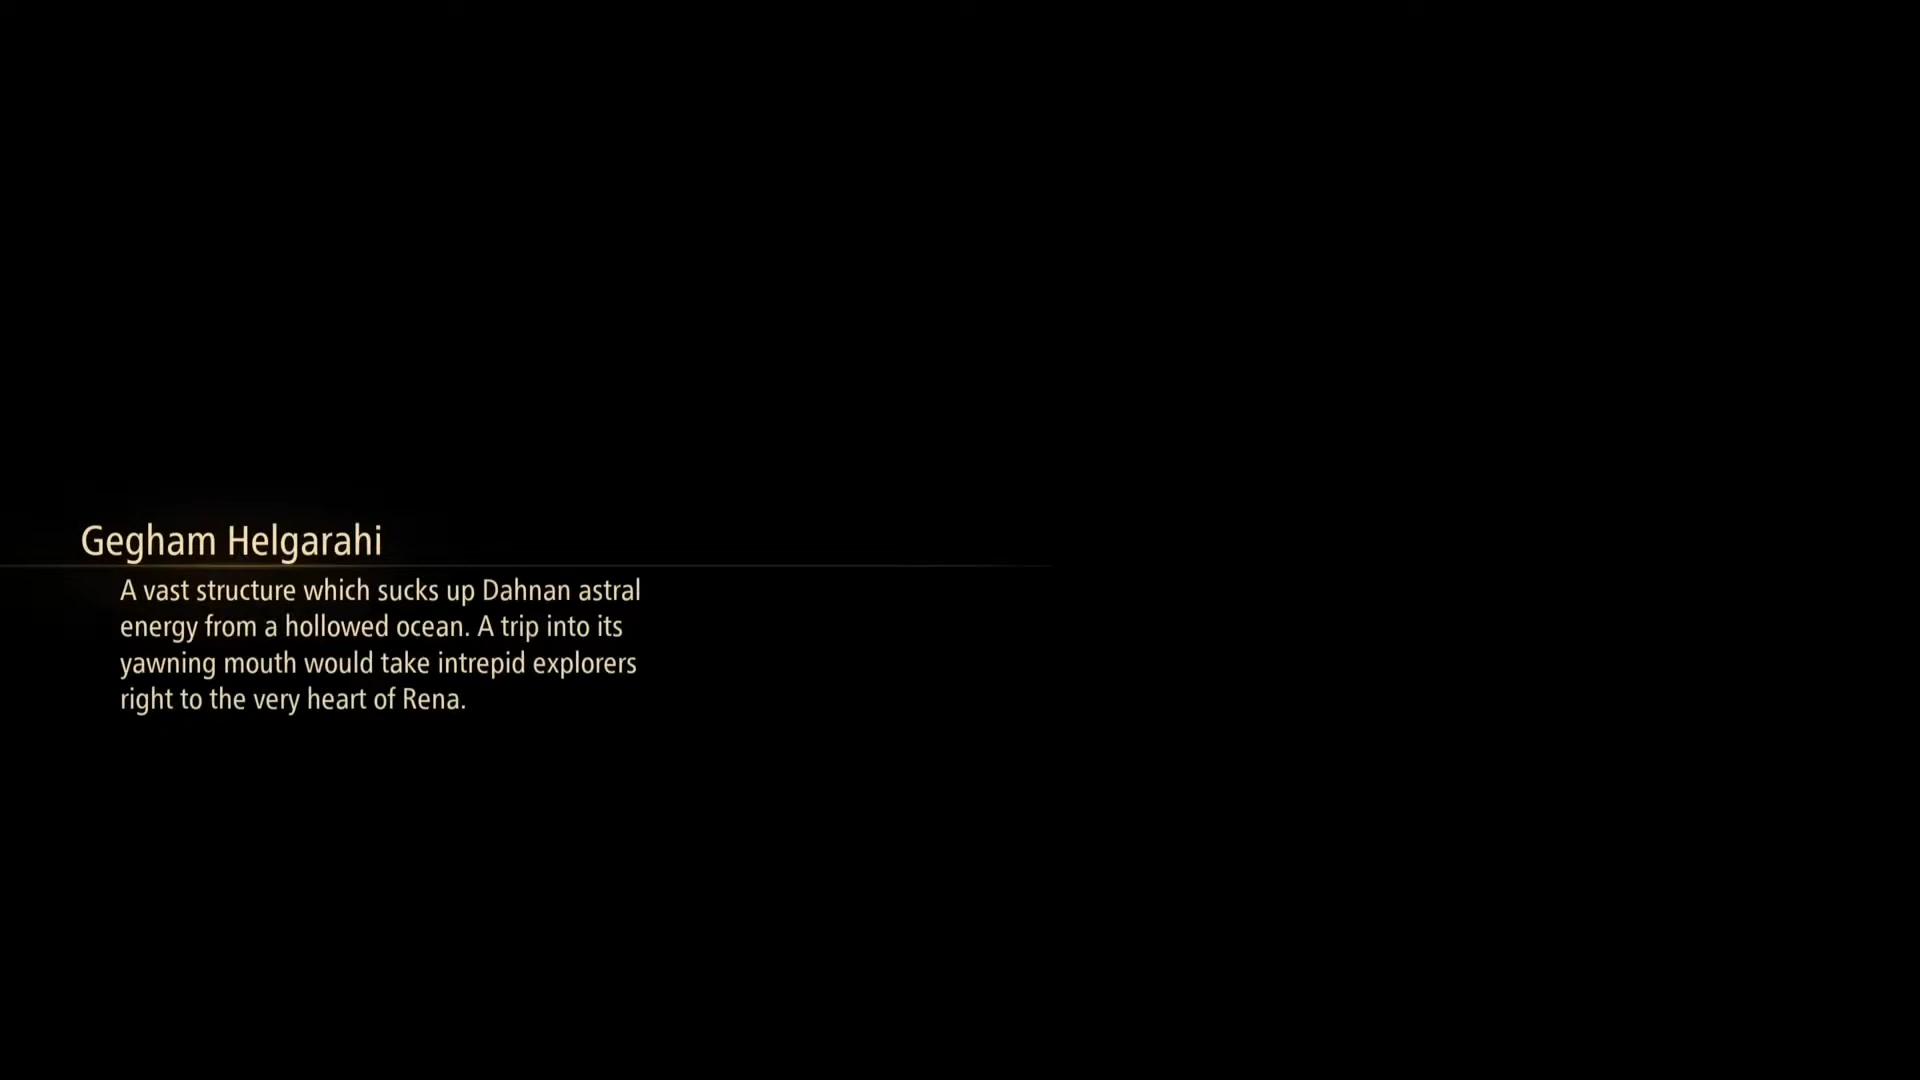 Gegham Helgarahi
A vast structure which sucks up Dahnan astral
energy from a hollowed ocean. A trip into its
yawning mouth would take intrepid explorers
right to the very heart of Rena.